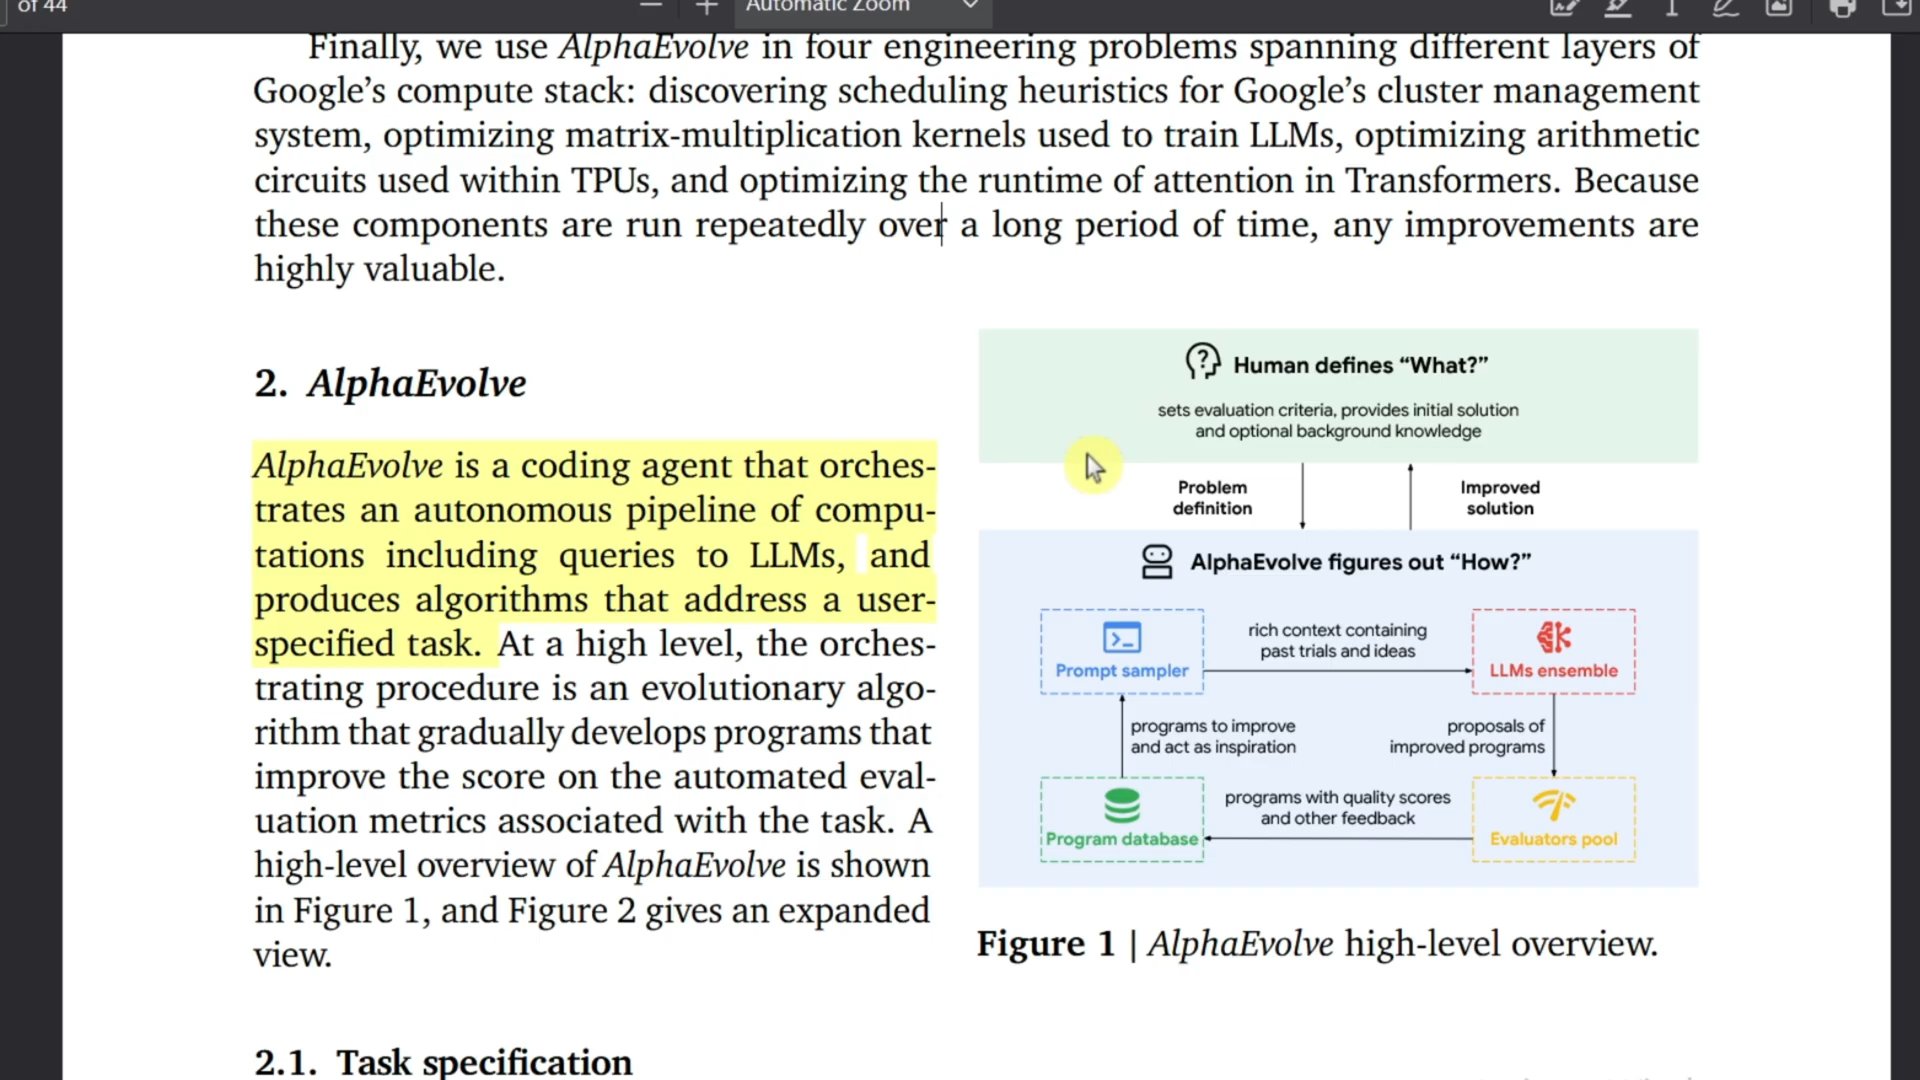 of 44
Automatic Zoom
Finally, we use AlphaEvolve in four engineering problems spanning different layers of
Google’s compute stack: discovering scheduling heuristics for Google’s cluster management
system, optimizing matrix-multiplication kernels used to train LLMs, optimizing arithmetic
circuits used within TPUs, and optimizing the runtime of attention in Transformers. Because
these components are run repeatedly over a long period of time, any improvements are
highly valuable.
2. AlphaEvolve
AlphaEvolve is a coding agent that orches-
trates an autonomous pipeline of compu-
tations including queries to LLMs, and
produces algorithms that address a user-
specified task. At a high level, the orches-
trating procedure is an evolutionary algo-
rithm that gradually develops programs that
improve the score on the automated eval-
uation metrics associated with the task. A
high-level overview of AlphaEvolve is shown
in Figure 1, and Figure 2 gives an expanded
view.
Human defines “What?”
sets evaluation criteria, provides initial solution
and optional background knowledge
Problem
definition
Improved
solution
AlphaEvolve figures out “How?”
Prompt sampler
rich context containing
past trials and ideas
LLMs ensemble
programs to improve
and act as inspiration
proposals of
improved programs
Program database
programs with quality scores
and other feedback
Evaluators pool
Figure 1 | AlphaEvolve high-level overview.
2.1. Task specification